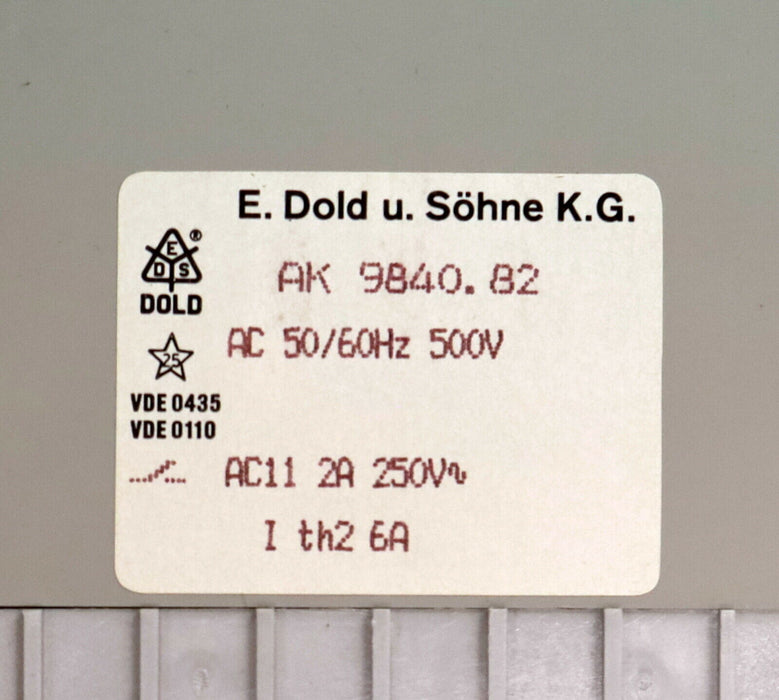 E. Dold u. Söhne K.G.
E
D S
®
DOLD
AK 9840.82
AC 50/60Hz 500V
25
VDE 0435
VDE 0110
AC11 2A 250V~
I th2 6A